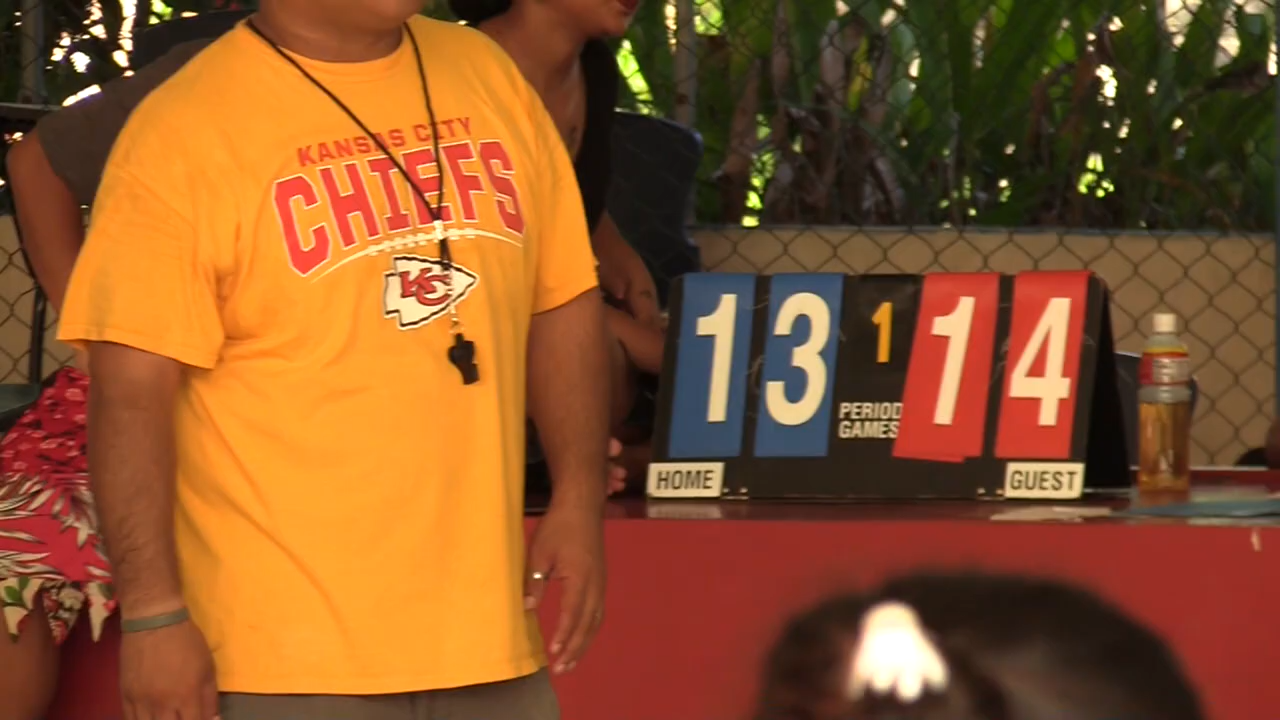 KANSAS CITY
CHIEFS
KC
13 1 14
PERIOD
GAMES
HOME GUEST